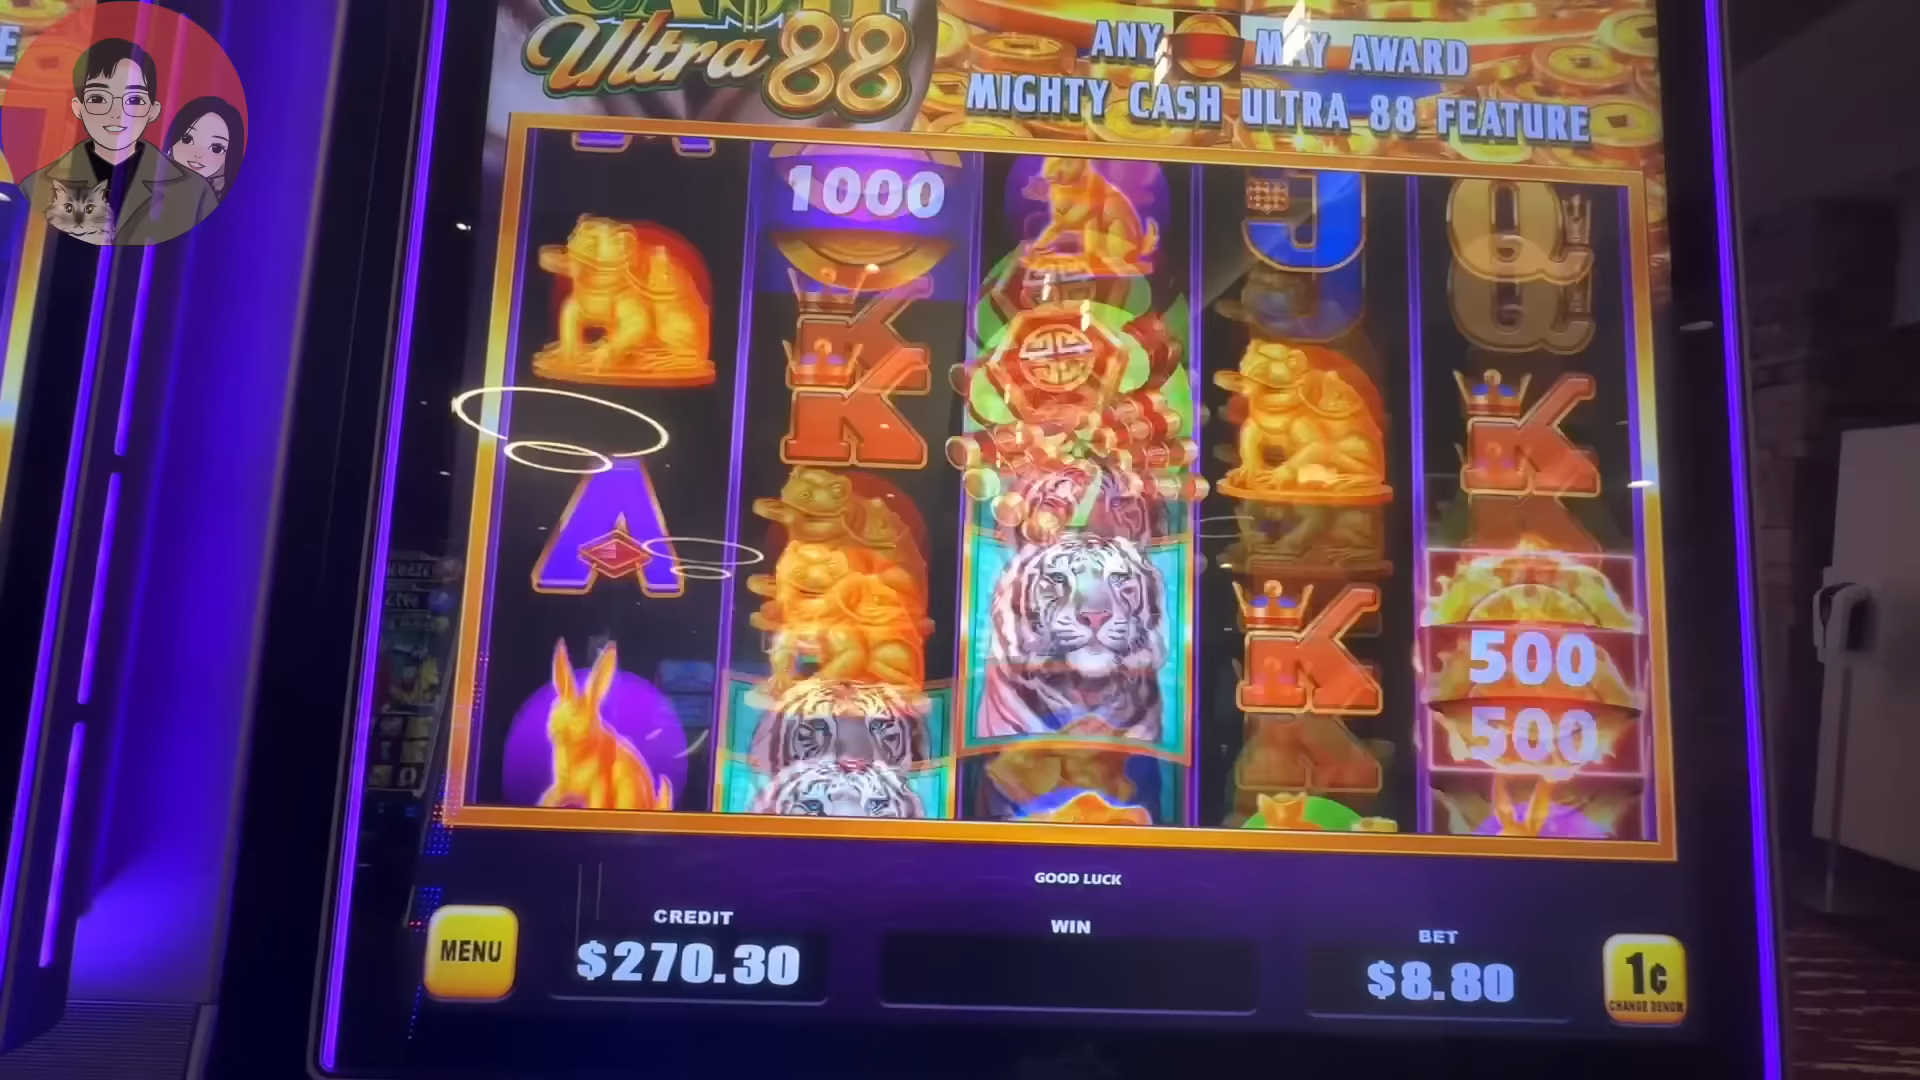 CASH
Ultra 88
ANY MAY AWARD
MIGHTY CASH ULTRA 88 FEATURE
1000
J
Q
Q
K
K
K
A
K
500
500
GOOD LUCK
MENU
CREDIT
$270.30
WIN
BET
$8.80
1¢
CHANGE DENOM